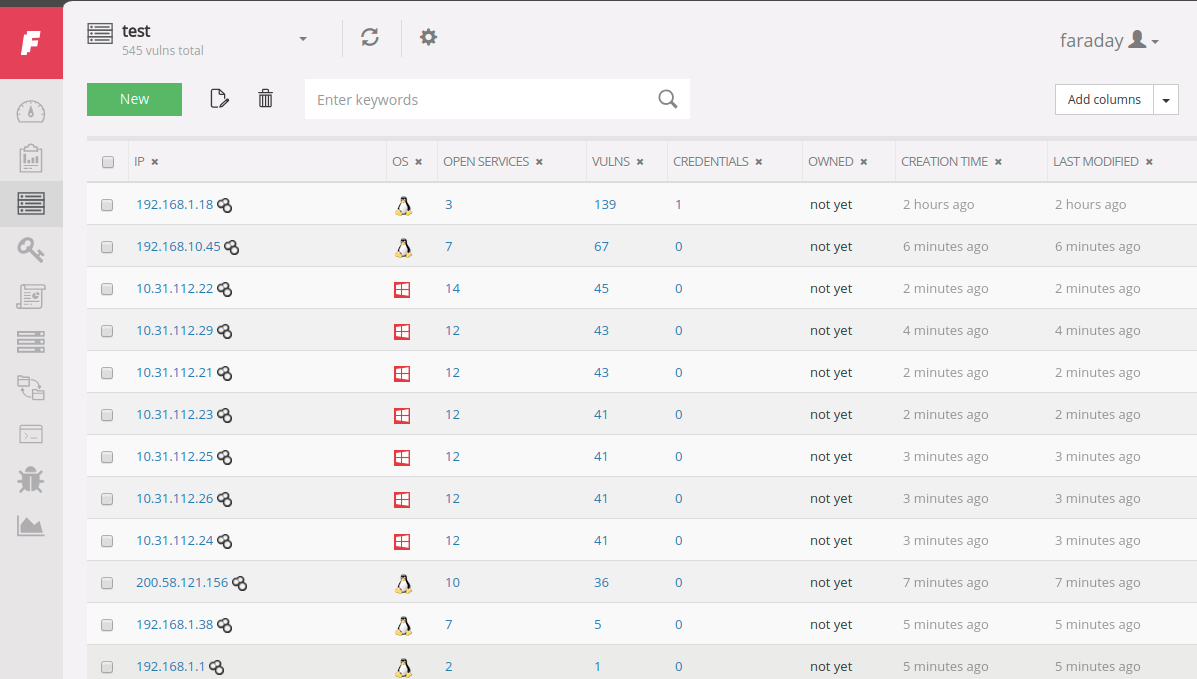 test
545 vulns total
faraday
New
Enter keywords
Add columns
IP × OS × OPEN SERVICES × VULNS × CREDENTIALS × OWNED × CREATION TIME × LAST MODIFIED ×
192.168.1.18 3 139 1 not yet 2 hours ago 2 hours ago
192.168.10.45 7 67 0 not yet 6 minutes ago 6 minutes ago
10.31.112.22 14 45 0 not yet 2 minutes ago 2 minutes ago
10.31.112.29 12 43 0 not yet 4 minutes ago 4 minutes ago
10.31.112.21 12 43 0 not yet 2 minutes ago 2 minutes ago
10.31.112.23 12 41 0 not yet 2 minutes ago 2 minutes ago
10.31.112.25 12 41 0 not yet 3 minutes ago 3 minutes ago
10.31.112.26 12 41 0 not yet 3 minutes ago 3 minutes ago
10.31.112.24 12 41 0 not yet 3 minutes ago 3 minutes ago
200.58.121.156 10 36 0 not yet 7 minutes ago 7 minutes ago
192.168.1.38 7 5 0 not yet 5 minutes ago 5 minutes ago
192.168.1.1 2 1 0 not yet 5 minutes ago 5 minutes ago